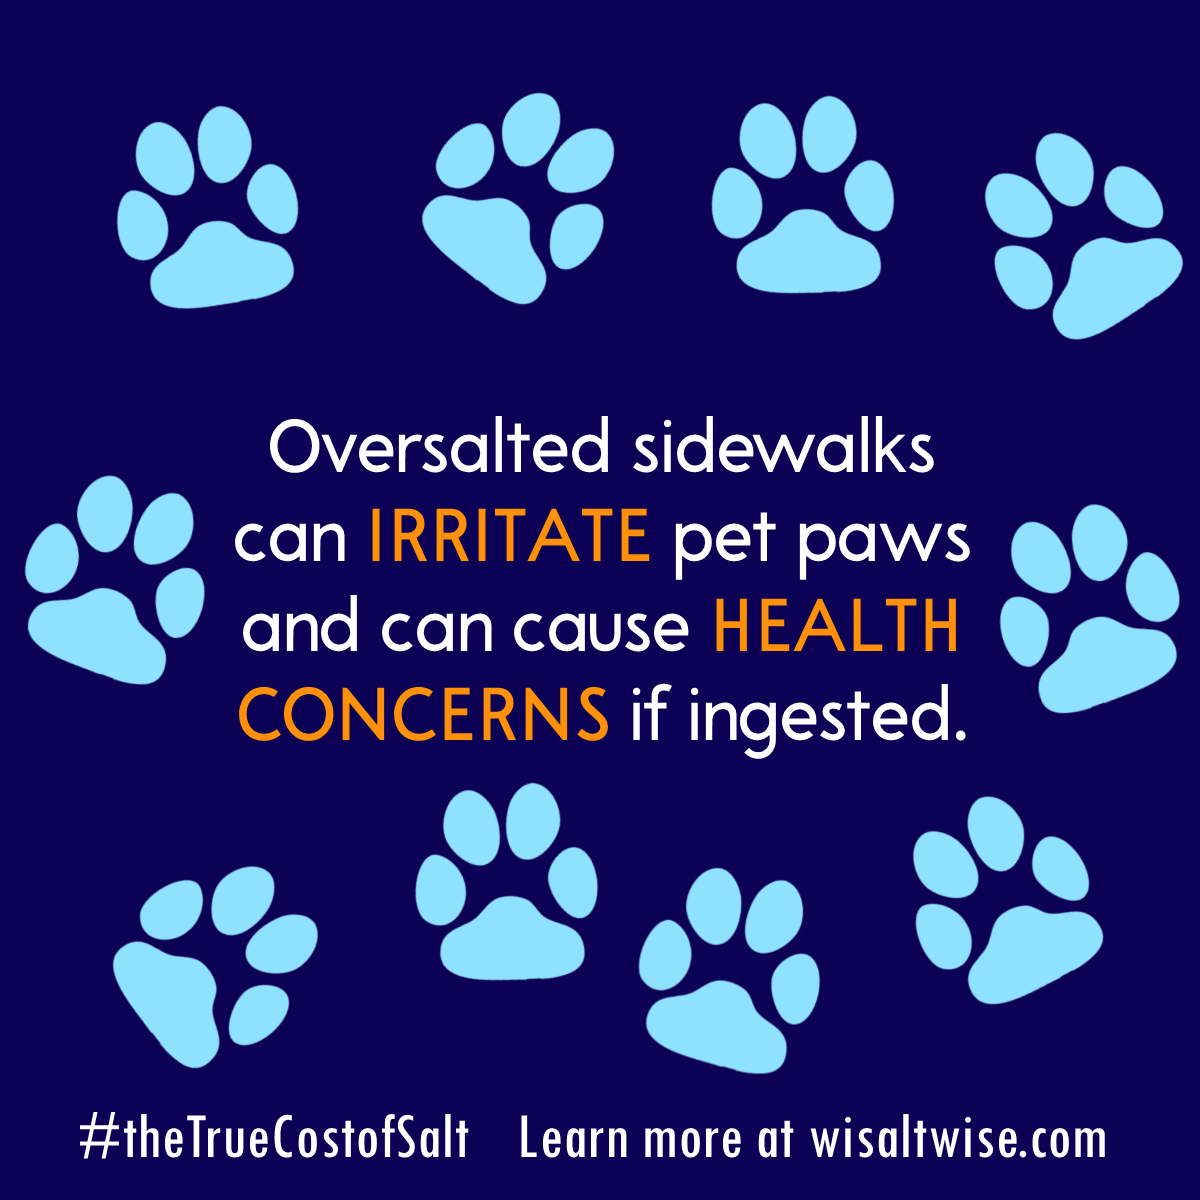 Oversalted sidewalks
can IRRITATE pet paws
and can cause HEALTH
CONCERNS if ingested.
#theTrueCostofSalt Learn more at wisaltwise.com